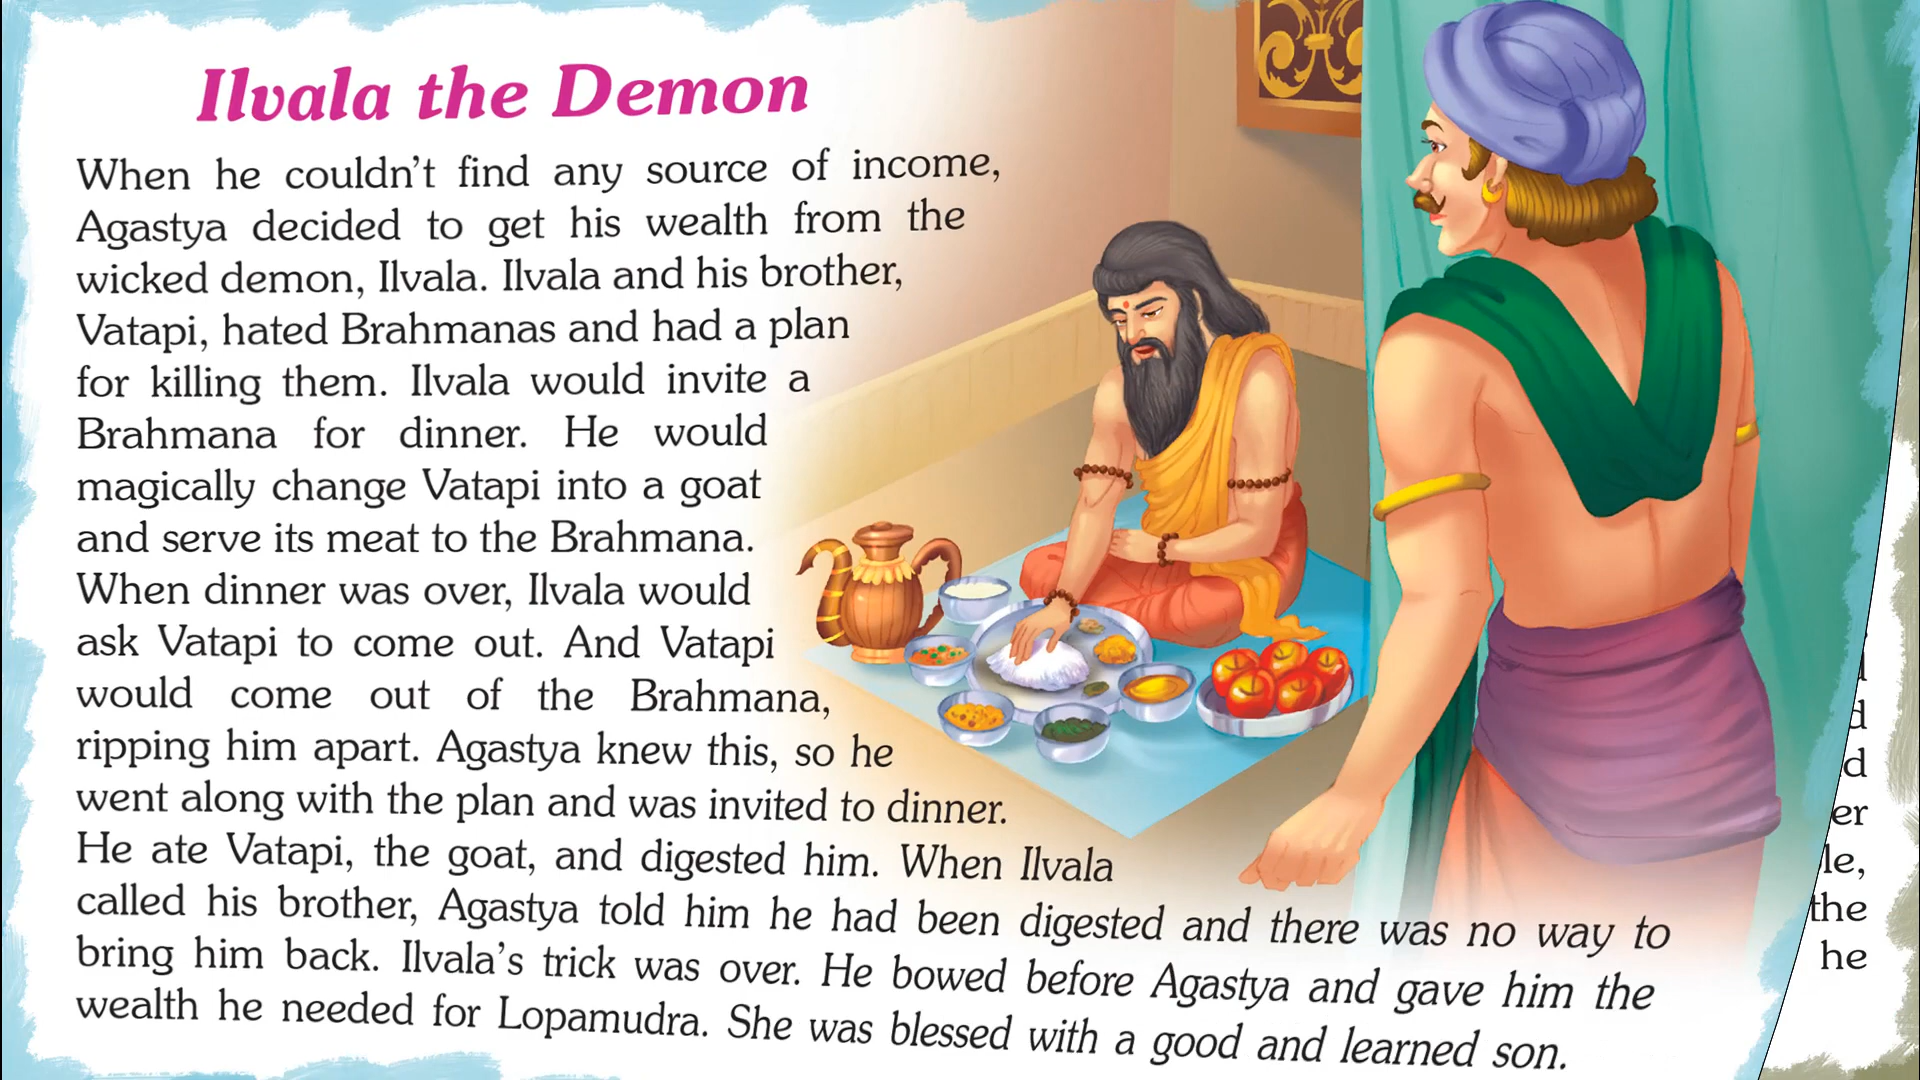 Ilvala the Demon
When he couldn't find any source of income,
Agastya decided to get his wealth from the
wicked demon, Ilvala. Ilvala and his brother,
Vatapi, hated Brahmanas and had a plan
for killing them. Ilvala would invite a
Brahmana for dinner. He would
magically change Vatapi into a goat
and serve its meat to the Brahmana.
When dinner was over, Ilvala would
ask Vatapi to come out. And Vatapi
would come out of the Brahmana,
ripping him apart. Agastya knew this, so he
went along with the plan and was invited to dinner.
He ate Vatapi, the goat, and digested him. When Ilvala
called his brother, Agastya told him he had been digested and there was no way to
bring him back. Ilvala's trick was over. He bowed before Agastya and gave him the
wealth he needed for Lopamudra. She was blessed with a good and learned son.
the
he